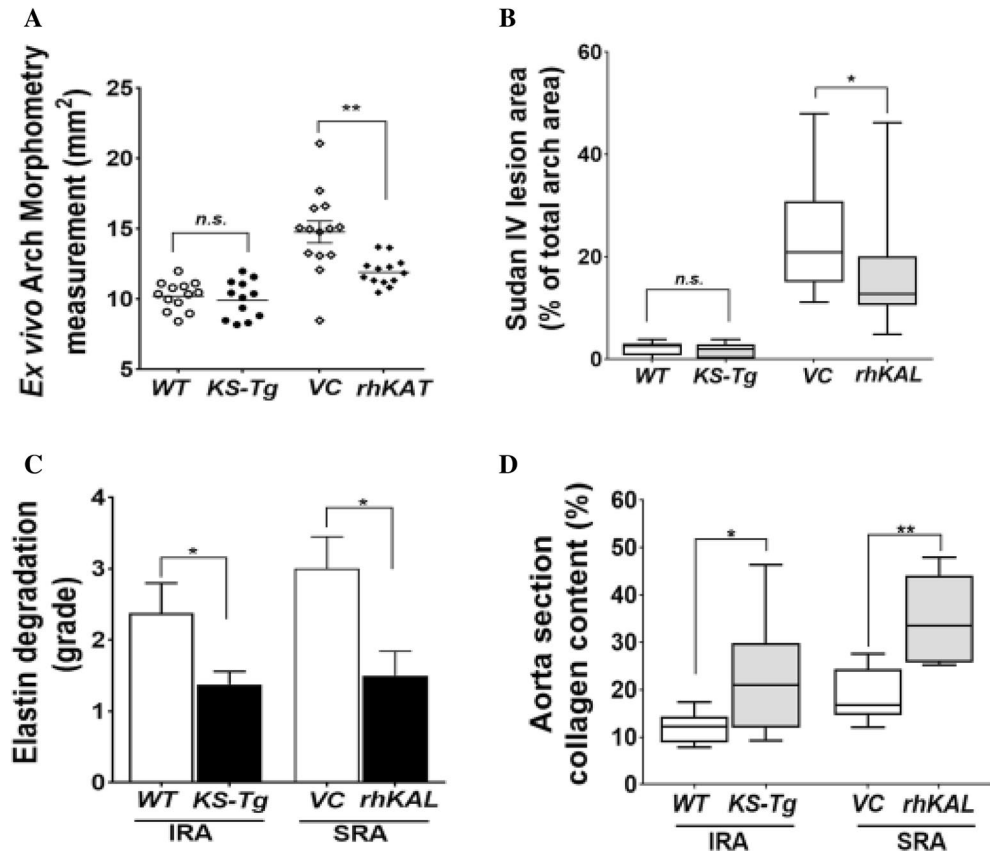 A
Ex vivo Arch Morphometry
measurement (mm²)
25
20
15
10
5
n.s.
**
WT KS-Tg VC rhKAT
B
Sudan IV lesion area
(% of total arch area)
60
40
20
0
n.s.
*
WT KS-Tg VC rhKAL
C
Elastin degradation
(grade)
4
3
2
1
0
*
*
WT KS-Tg VC rhKAL
IRA SRA
D
Aorta section
collagen content (%)
60
50
40
30
20
10
0
*
**
WT KS-Tg VC rhKAL
IRA SRA